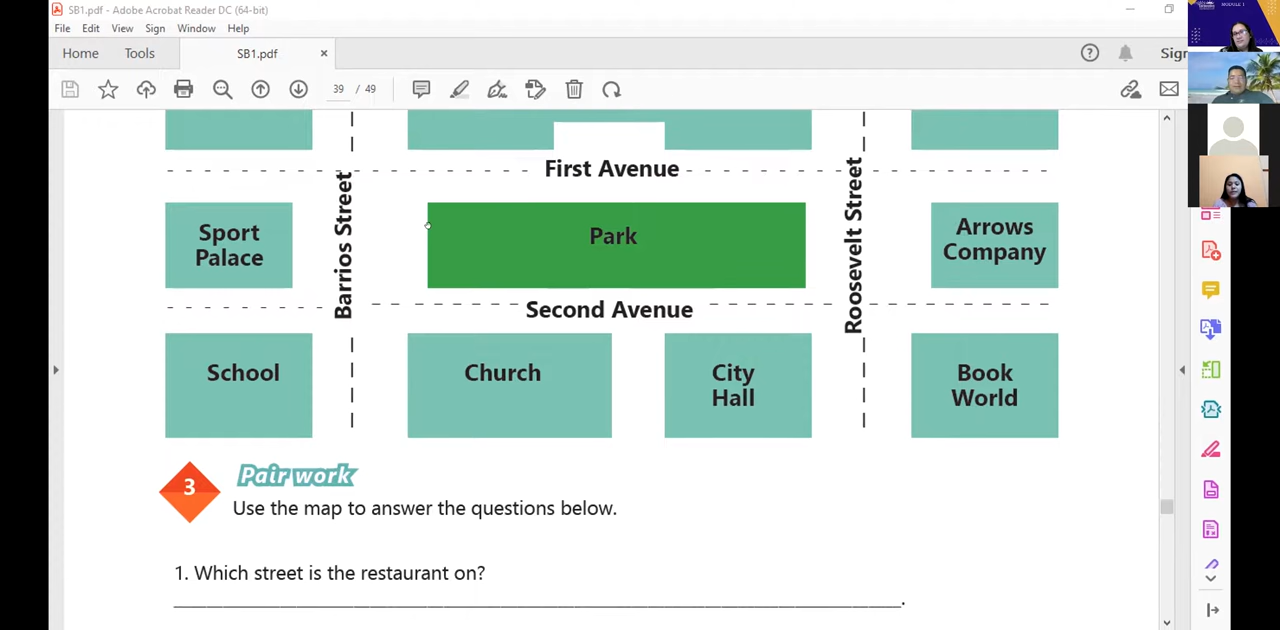 SB1.pdf - Adobe Acrobat Reader DC (64-bit)
File Edit View Sign Window Help
Home Tools SB1.pdf ×
Sign
39 / 49
MODULE 1
First Avenue
Barrios Street
Roosevelt Street
Sport
Palace
Park
Arrows
Company
Second Avenue
School
Church
City
Hall
Book
World
3 Pair work
Use the map to answer the questions below.
1. Which street is the restaurant on?